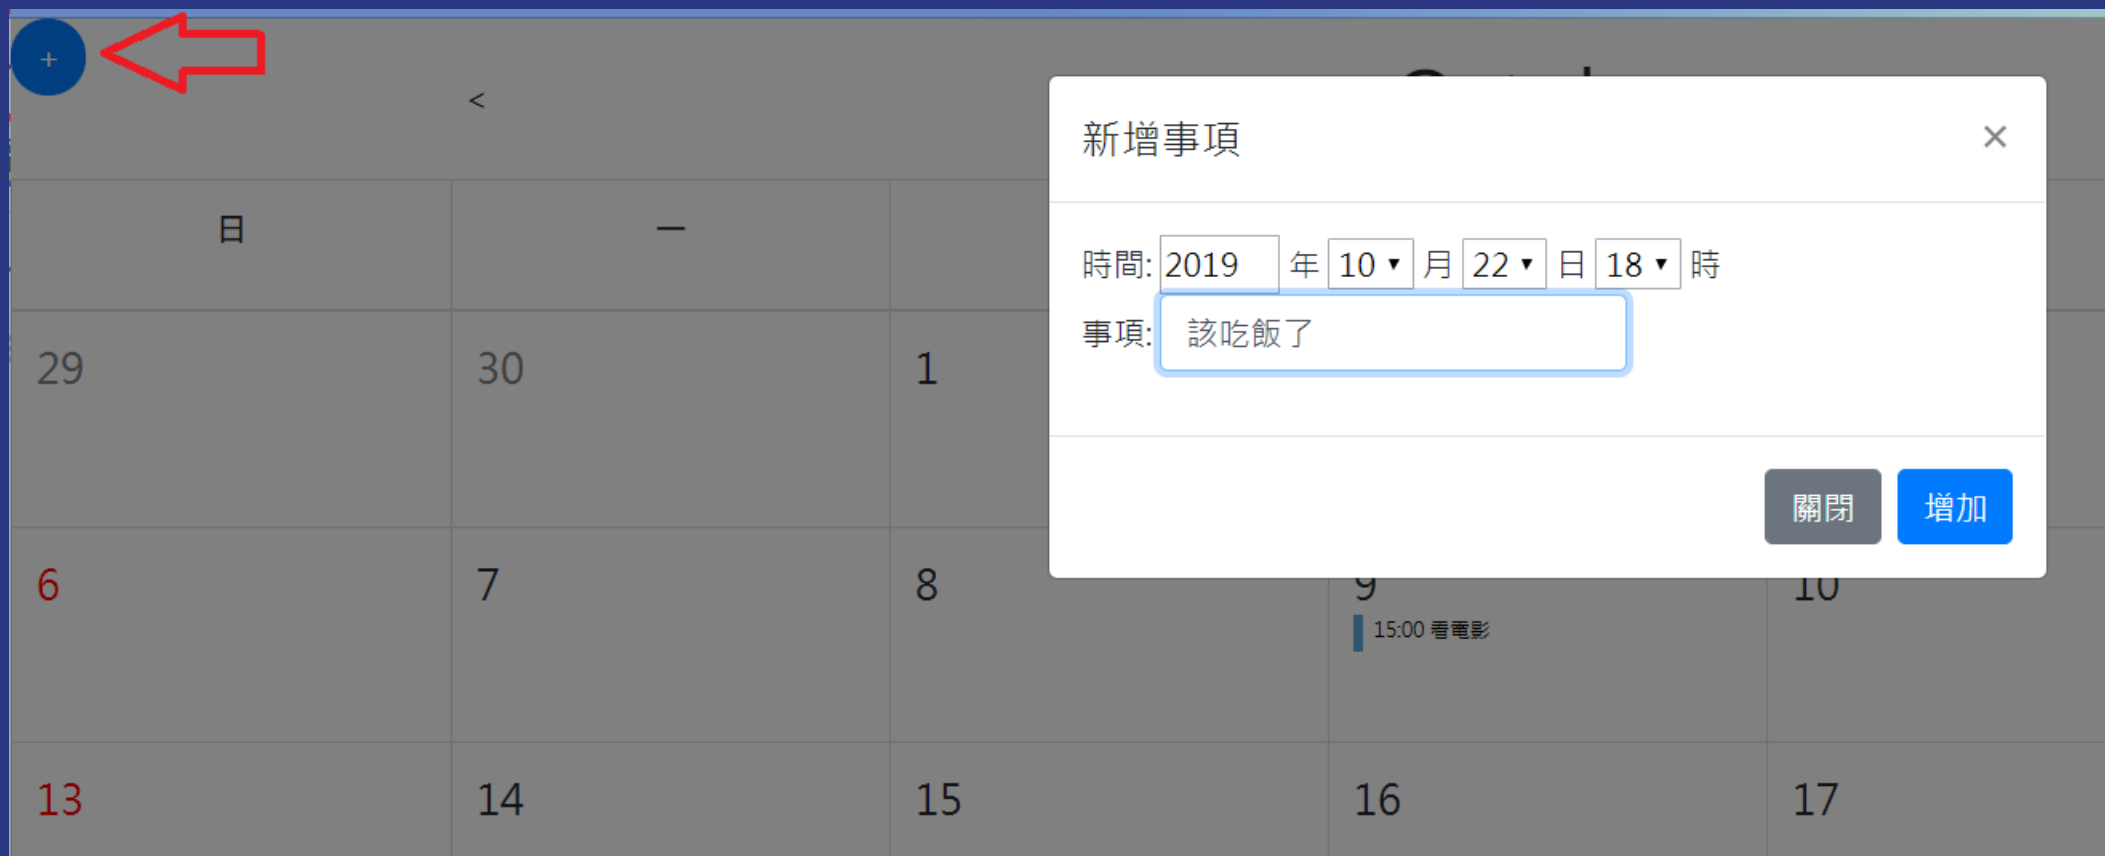 +
<
新增事項 ×
時間: 2019 年 10 月 22 日 18 時
事項: 該吃飯了
關閉 增加
日 一
29 30 1
6 7 8 9 10
15:00 看電影
13 14 15 16 17